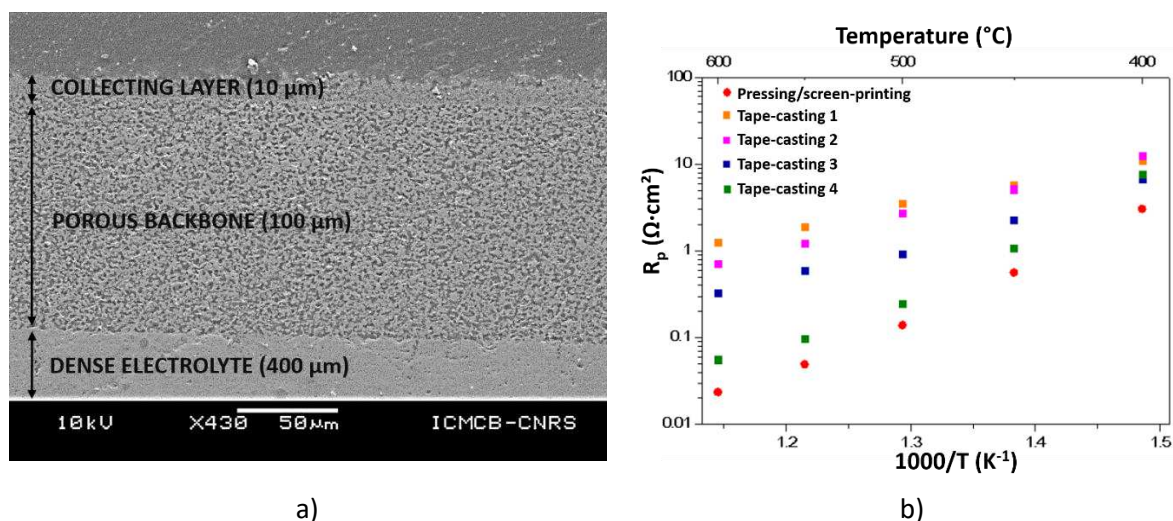 COLLECTING LAYER (10 µm)
POROUS BACKBONE (100 µm)
DENSE ELECTROLYTE (400 µm)
10kV X430 50µm ICMCB-CNRS
a)
Temperature (°C)
600 500 400
100
10
1
0.1
0.01
Rp (Ω·cm²)
Pressing/screen-printing
Tape-casting 1
Tape-casting 2
Tape-casting 3
Tape-casting 4
1.2 1.3 1.4 1.5
1000/T (K⁻¹)
b)